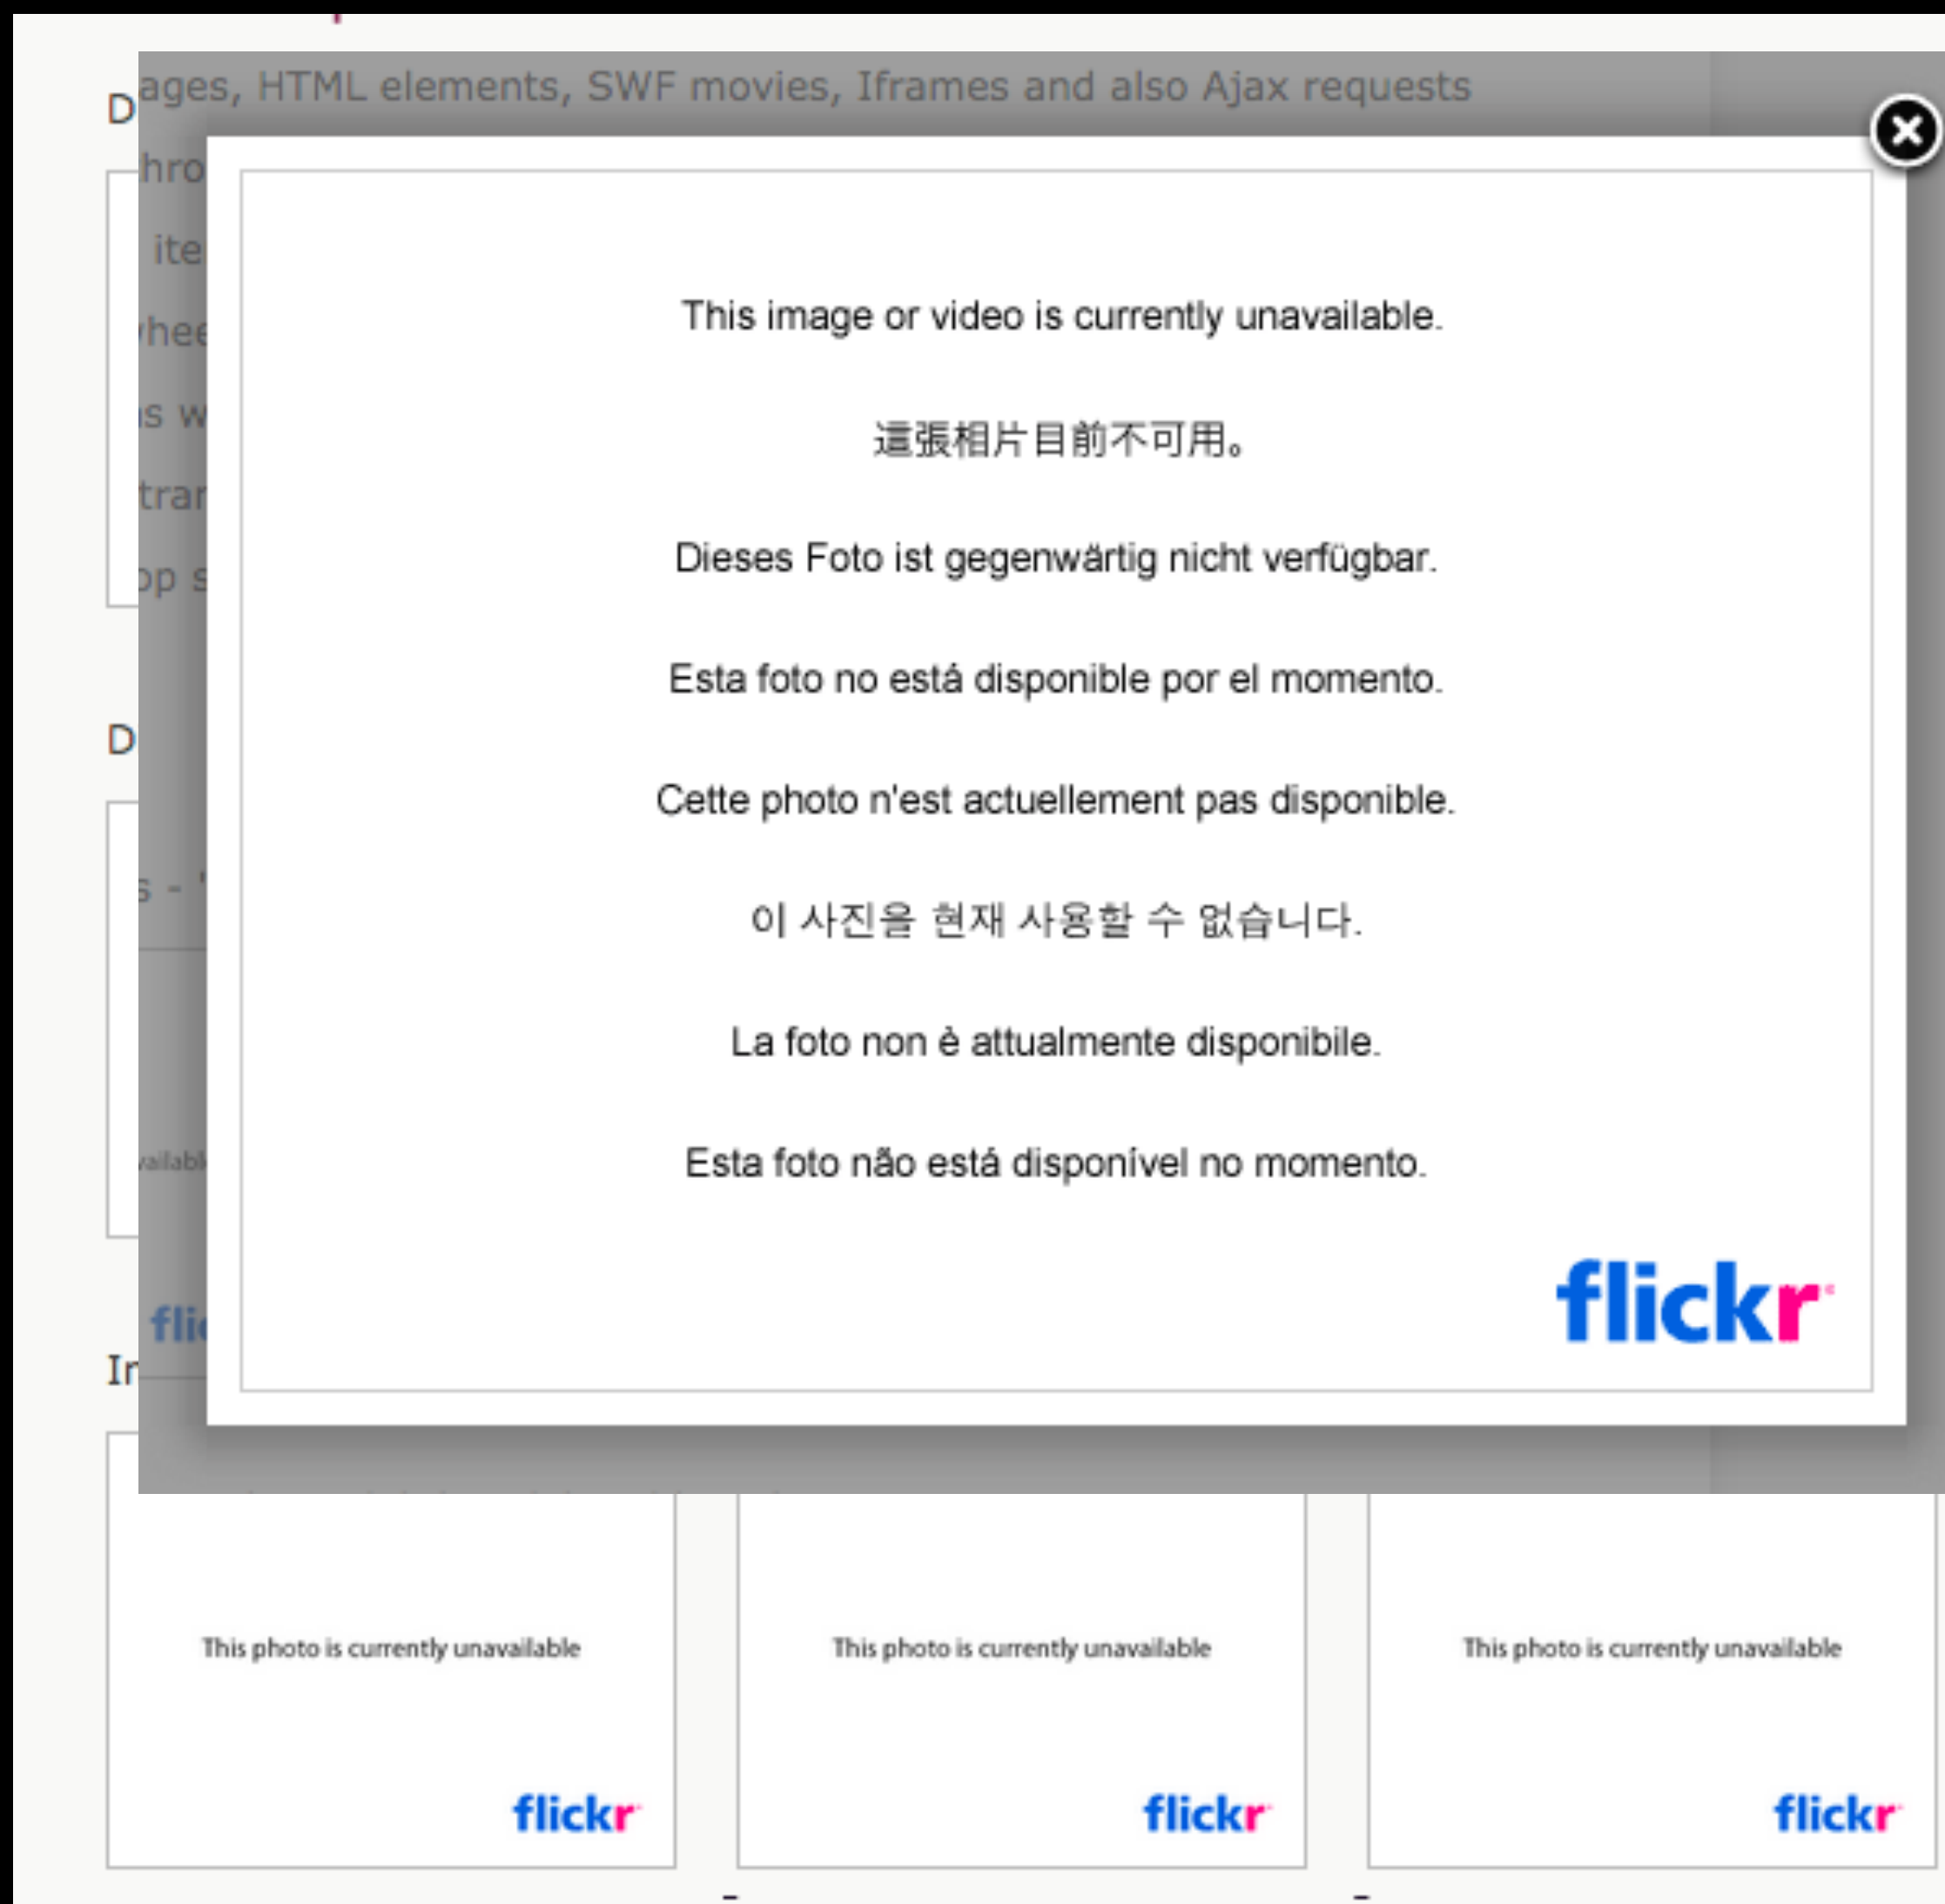 ages, HTML elements, SWF movies, Iframes and also Ajax requests
This image or video is currently unavailable.
這張相片目前不可用。
Dieses Foto ist gegenwärtig nicht verfügbar.
Esta foto no está disponible por el momento.
Cette photo n'est actuellement pas disponible.
이 사진을 현재 사용할 수 없습니다.
La foto non è attualmente disponibile.
Esta foto não está disponível no momento.
flickr
This photo is currently unavailable
This photo is currently unavailable
This photo is currently unavailable
flickr
flickr
flickr